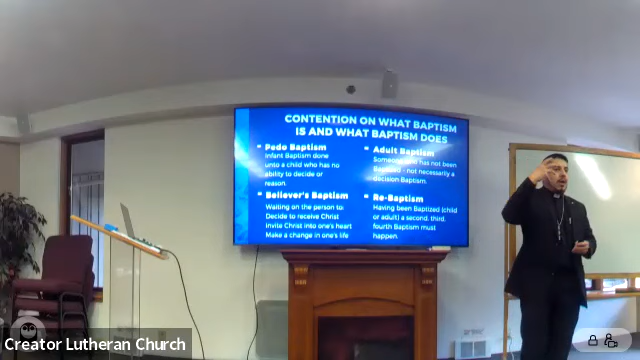 CONTENTION ON WHAT BAPTISM
IS AND WHAT BAPTISM DOES
Pedo Baptism
Infant Baptism done
unto a child who has no
ability to decide or
reason.
Believer's Baptism
Waiting on the person to:
Decide to receive Christ
Invite Christ into one's heart
Make a change in one's life
Adult Baptism
Someone who has not been
Baptized - not necessarily a
decision Baptism.
Re-Baptism
Having been Baptized (child
or adult) a second, third,
fourth Baptism must
happen.
Creator Lutheran Church